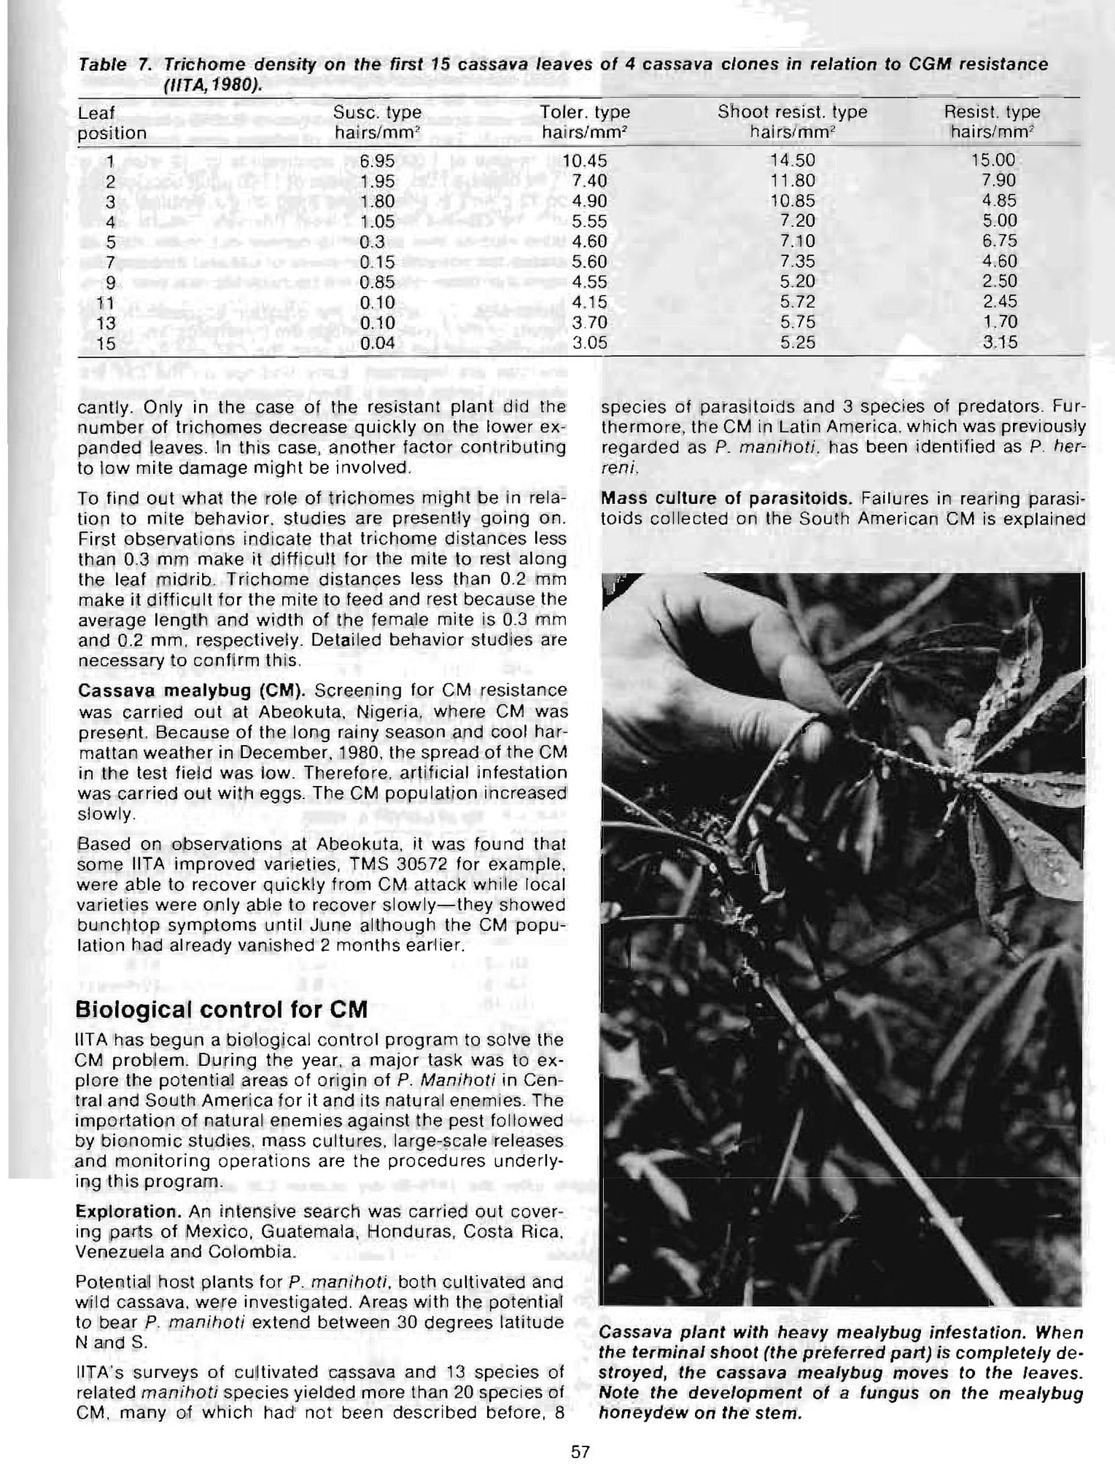 Table 7. Trichome density on the first 15 cassava leaves of 4 cassava clones in relation to CGM resistance
(IITA, 1980).
Leaf Susc. type Toler. type Shoot resist. type Resist. type
position hairs/mm² hairs/mm² hairs/mm² hairs/mm²
1 6.95 10.45 14.50 15.00
2 1.95 7.40 11.80 7.90
3 1.80 4.90 10.85 4.85
4 1.05 5.55 7.20 5.00
5 0.3 4.60 7.10 6.75
7 0.15 5.60 7.35 4.60
9 0.85 4.55 5.20 2.50
11 0.10 4.15 5.72 2.45
13 0.10 3.70 5.75 1.70
15 0.04 3.05 5.25 3.15
cantly. Only in the case of the resistant plant did the
number of trichomes decrease quickly on the lower ex-
panded leaves. In this case, another factor contributing
to low mite damage might be involved.
To find out what the role of trichomes might be in rela-
tion to mite behavior, studies are presently going on.
First observations indicate that trichome distances less
than 0.3 mm make it difficult for the mite to rest along
the leaf midrib. Trichome distances less than 0.2 mm
make it difficult for the mite to feed and rest because the
average length and width of the female mite is 0.3 mm
and 0.2 mm, respectively. Detailed behavior studies are
necessary to confirm this.
Cassava mealybug (CM). Screening for CM resistance
was carried out at Abeokuta, Nigeria, where CM was
present. Because of the long rainy season and cool har-
mattan weather in December, 1980, the spread of the CM
in the test field was low. Therefore, artificial infestation
was carried out with eggs. The CM population increased
slowly.
Based on observations at Abeokuta, it was found that
some IITA improved varieties, TMS 30572 for example,
were able to recover quickly from CM attack while local
varieties were only able to recover slowly—they showed
bunchtop symptoms until June although the CM popu-
lation had already vanished 2 months earlier.
Biological control for CM
IITA has begun a biological control program to solve the
CM problem. During the year, a major task was to ex-
plore the potential areas of origin of P. Manihoti in Cen-
tral and South America for it and its natural enemies. The
importation of natural enemies against the pest followed
by bionomic studies, mass cultures, large-scale releases
and monitoring operations are the procedures underly-
ing this program.
Exploration. An intensive search was carried out cover-
ing parts of Mexico, Guatemala, Honduras, Costa Rica,
Venezuela and Colombia.
Potential host plants for P. manihoti, both cultivated and
wild cassava, were investigated. Areas with the potential
to bear P. manihoti extend between 30 degrees latitude
N and S.
IITA's surveys of cultivated cassava and 13 species of
related manihoti species yielded more than 20 species of
CM, many of which had not been described before, 8
species of parasitoids and 3 species of predators. Fur-
thermore, the CM in Latin America, which was previously
regarded as P. manihoti, has been identified as P. her-
reni.
Mass culture of parasitoids. Failures in rearing parasi-
toids collected on the South American CM is explained
Cassava plant with heavy mealybug infestation. When
the terminal shoot (the preferred part) is completely de-
stroyed, the cassava mealybug moves to the leaves.
Note the development of a fungus on the mealybug
honeydew on the stem.
57